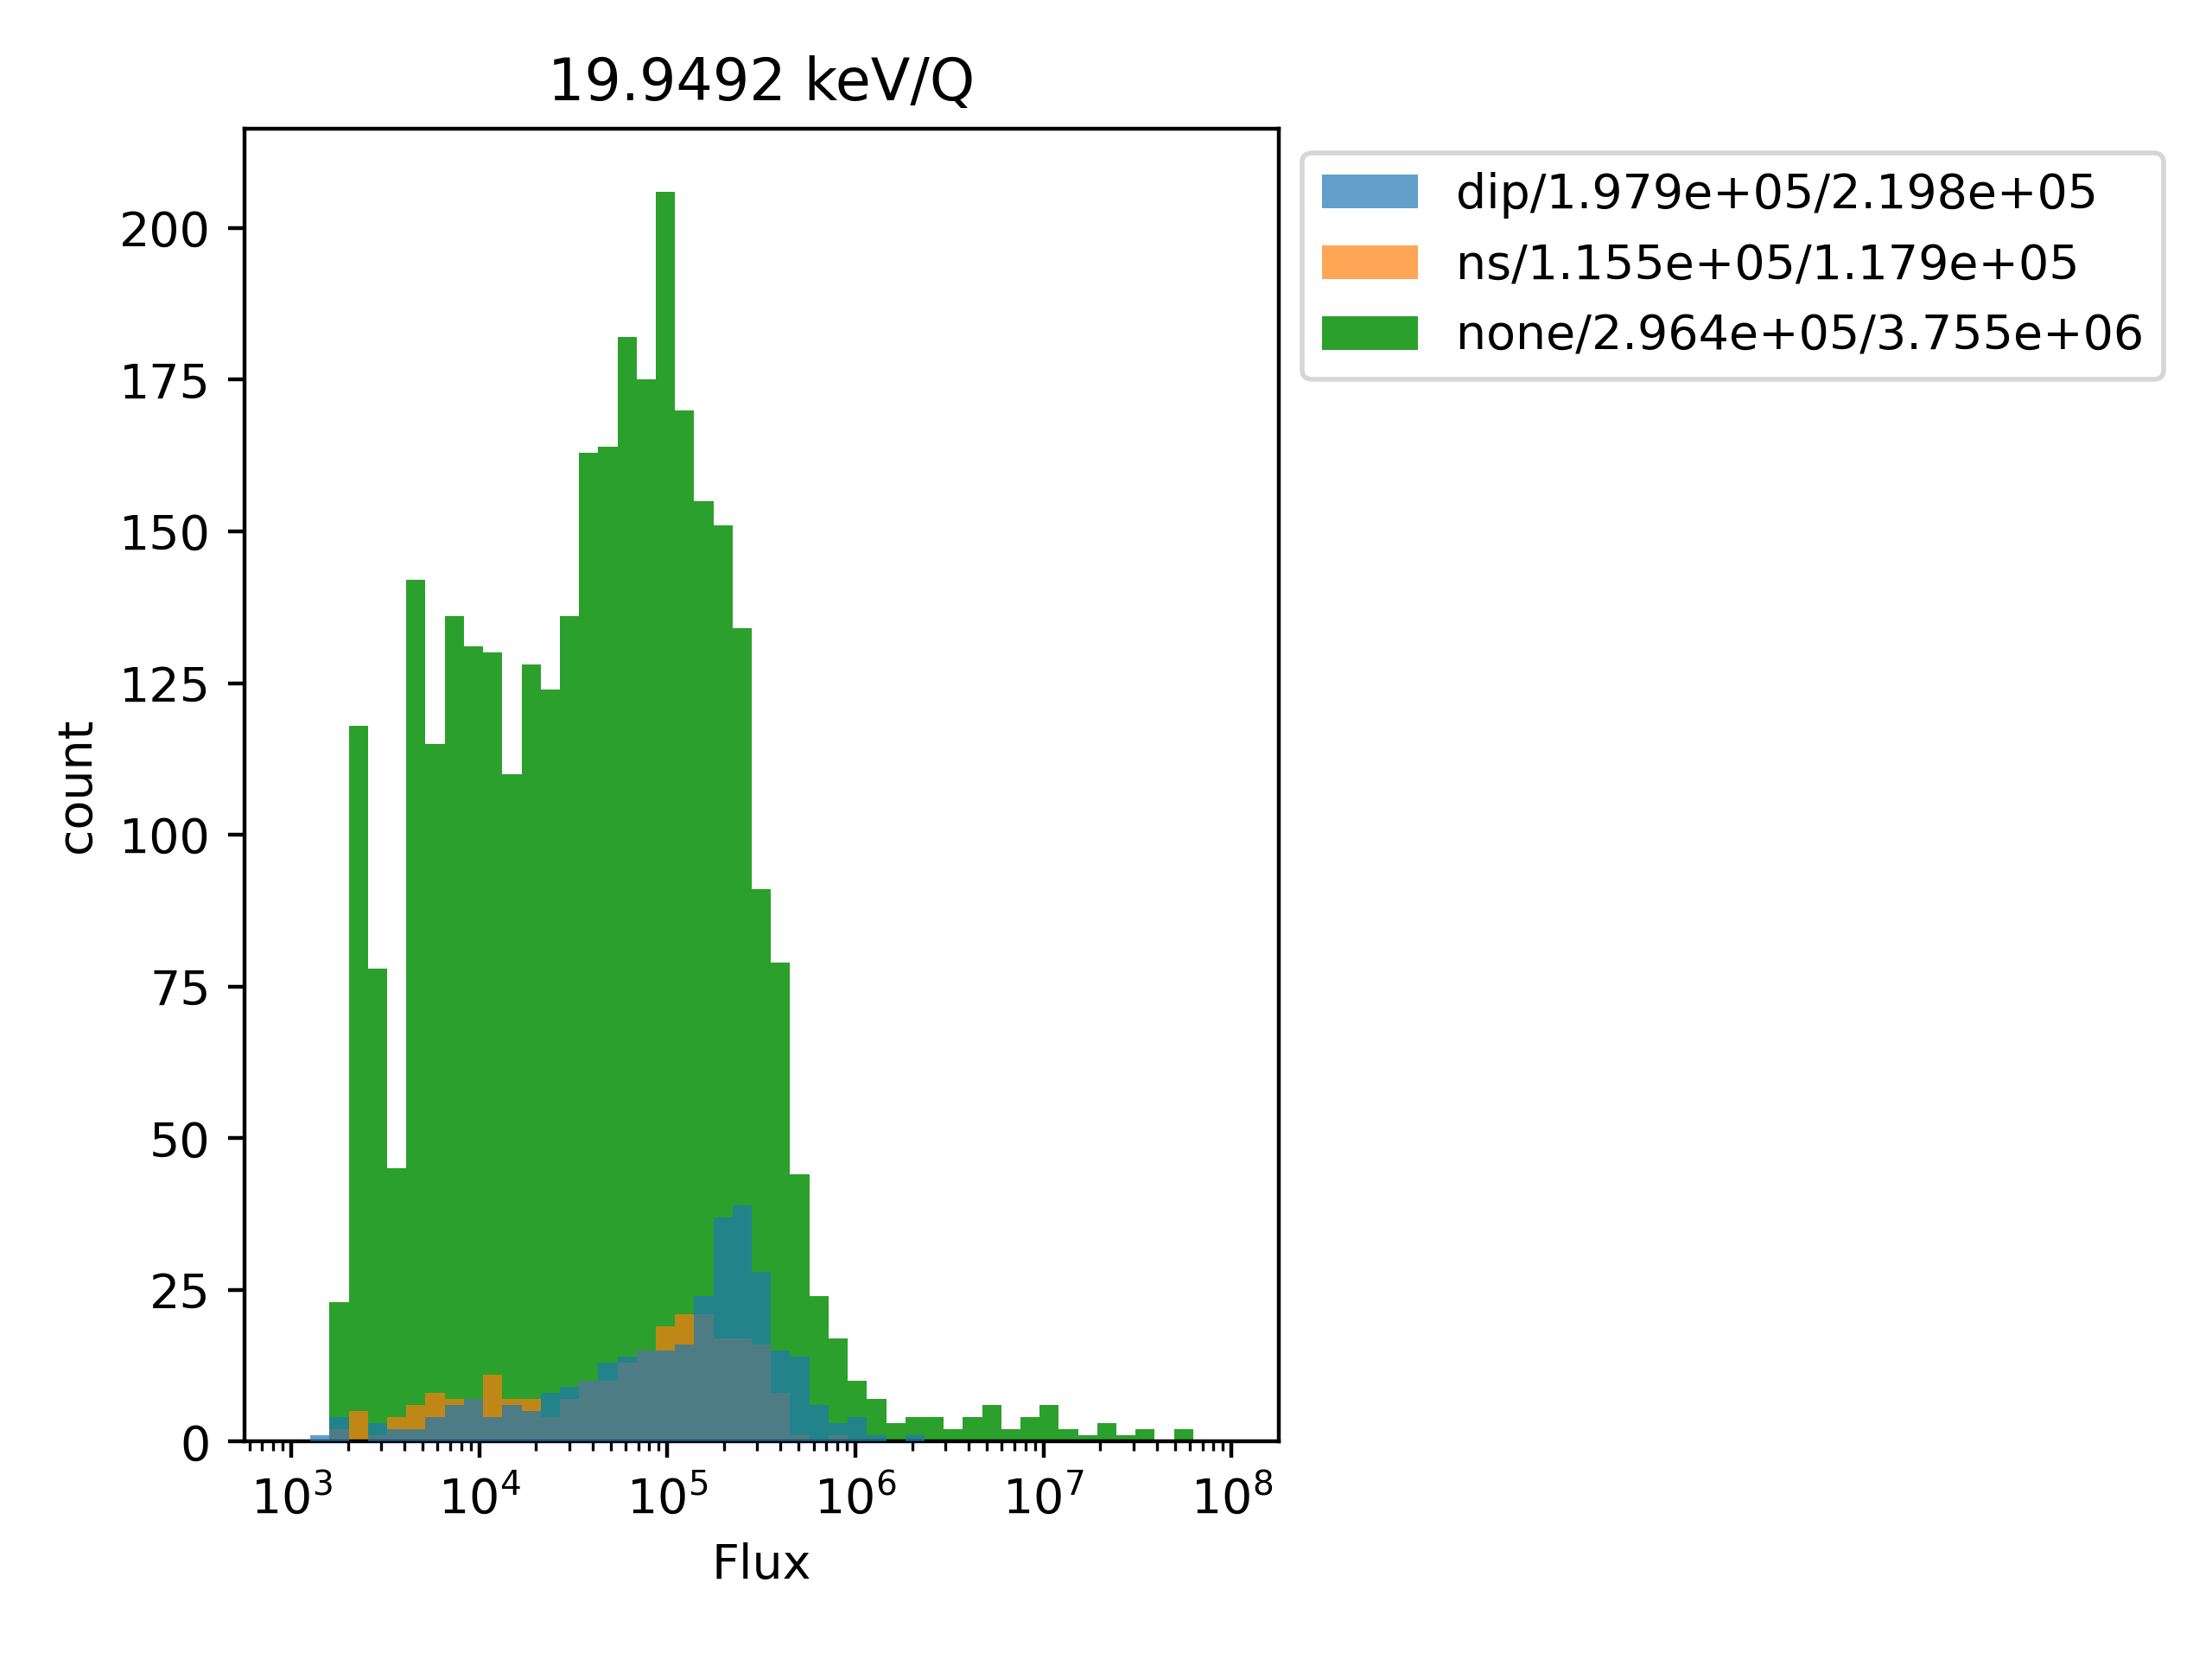 19.9492 keV/Q
dip/1.979e+05/2.198e+05
ns/1.155e+05/1.179e+05
none/2.964e+05/3.755e+06
200
175
150
125
100
75
50
25
0
count
10³ 10⁴ 10⁵ 10⁶ 10⁷ 10⁸
Flux